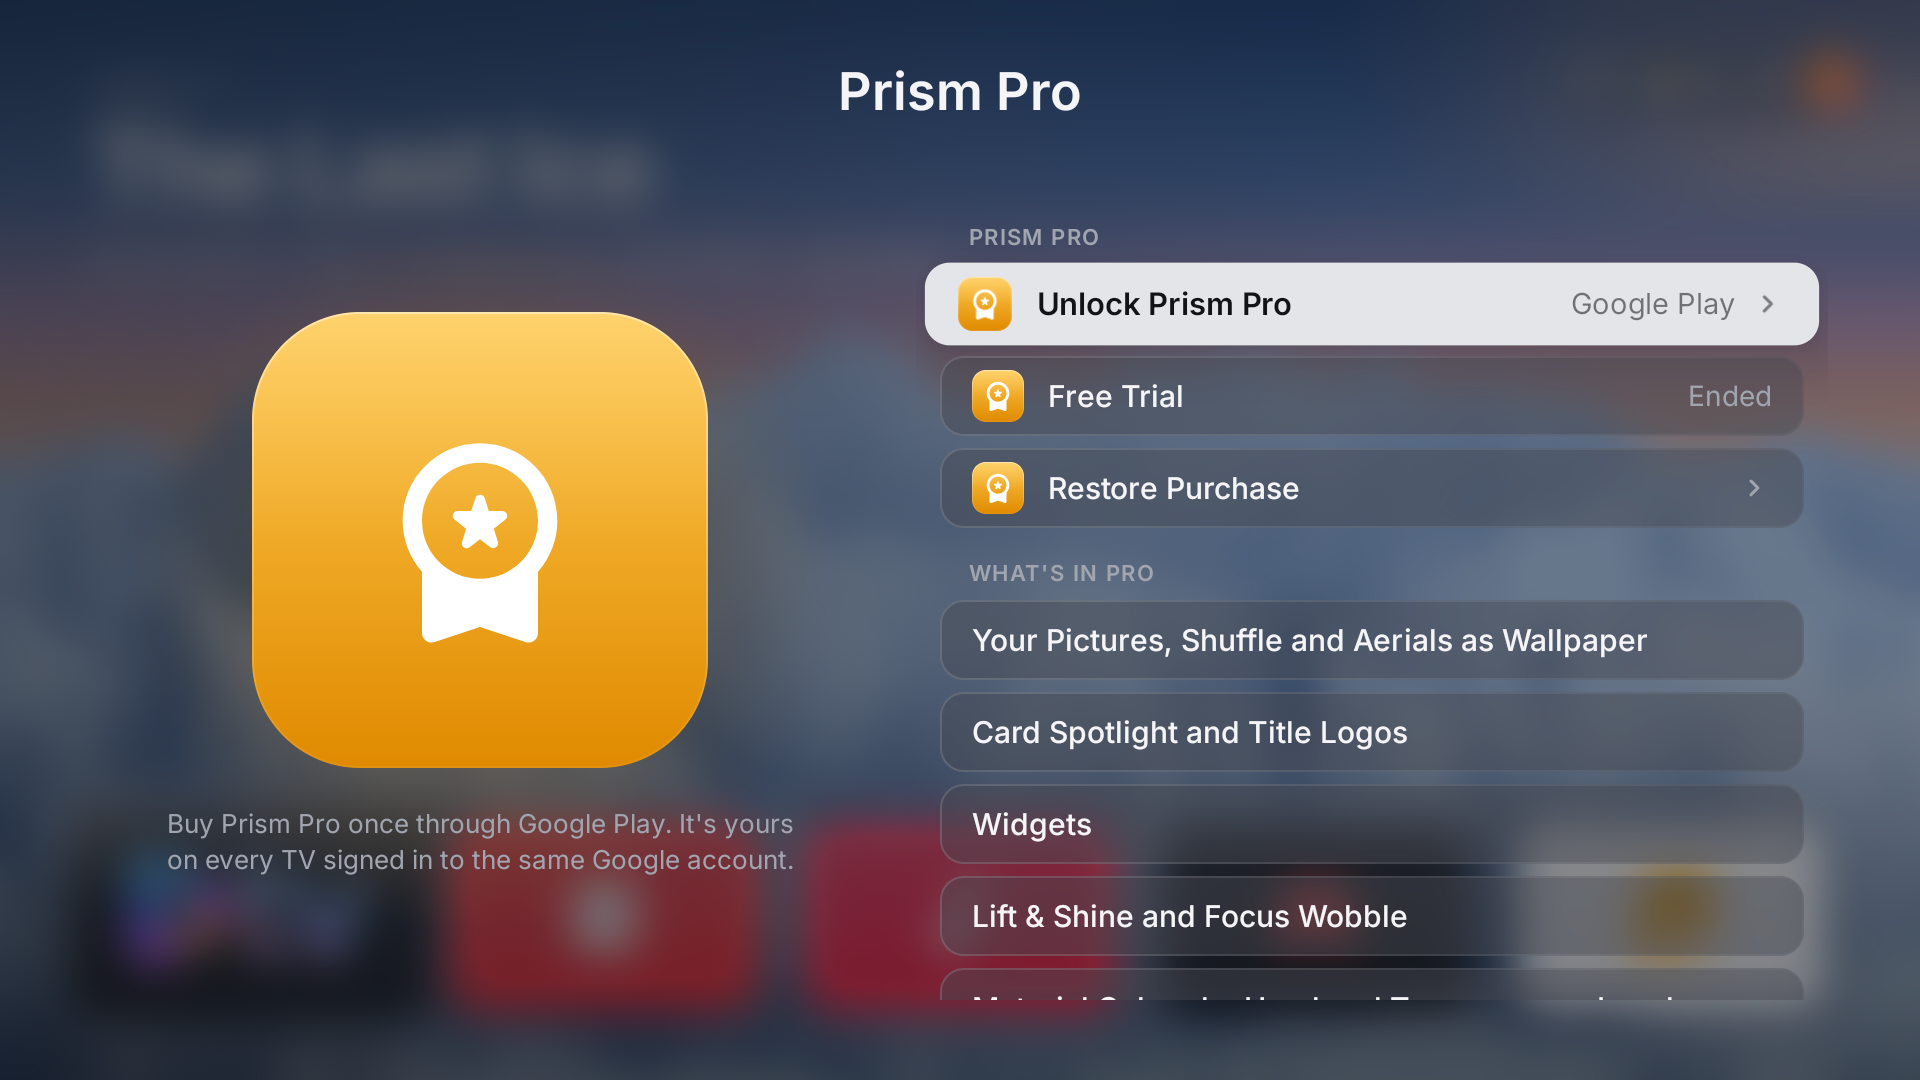 Prism Pro
PRISM PRO
Unlock Prism Pro
Google Play
Free Trial
Ended
Restore Purchase
WHAT'S IN PRO
Your Pictures, Shuffle and Aerials as Wallpaper
Card Spotlight and Title Logos
Widgets
Lift & Shine and Focus Wobble
Buy Prism Pro once through Google Play. It's yours
on every TV signed in to the same Google account.